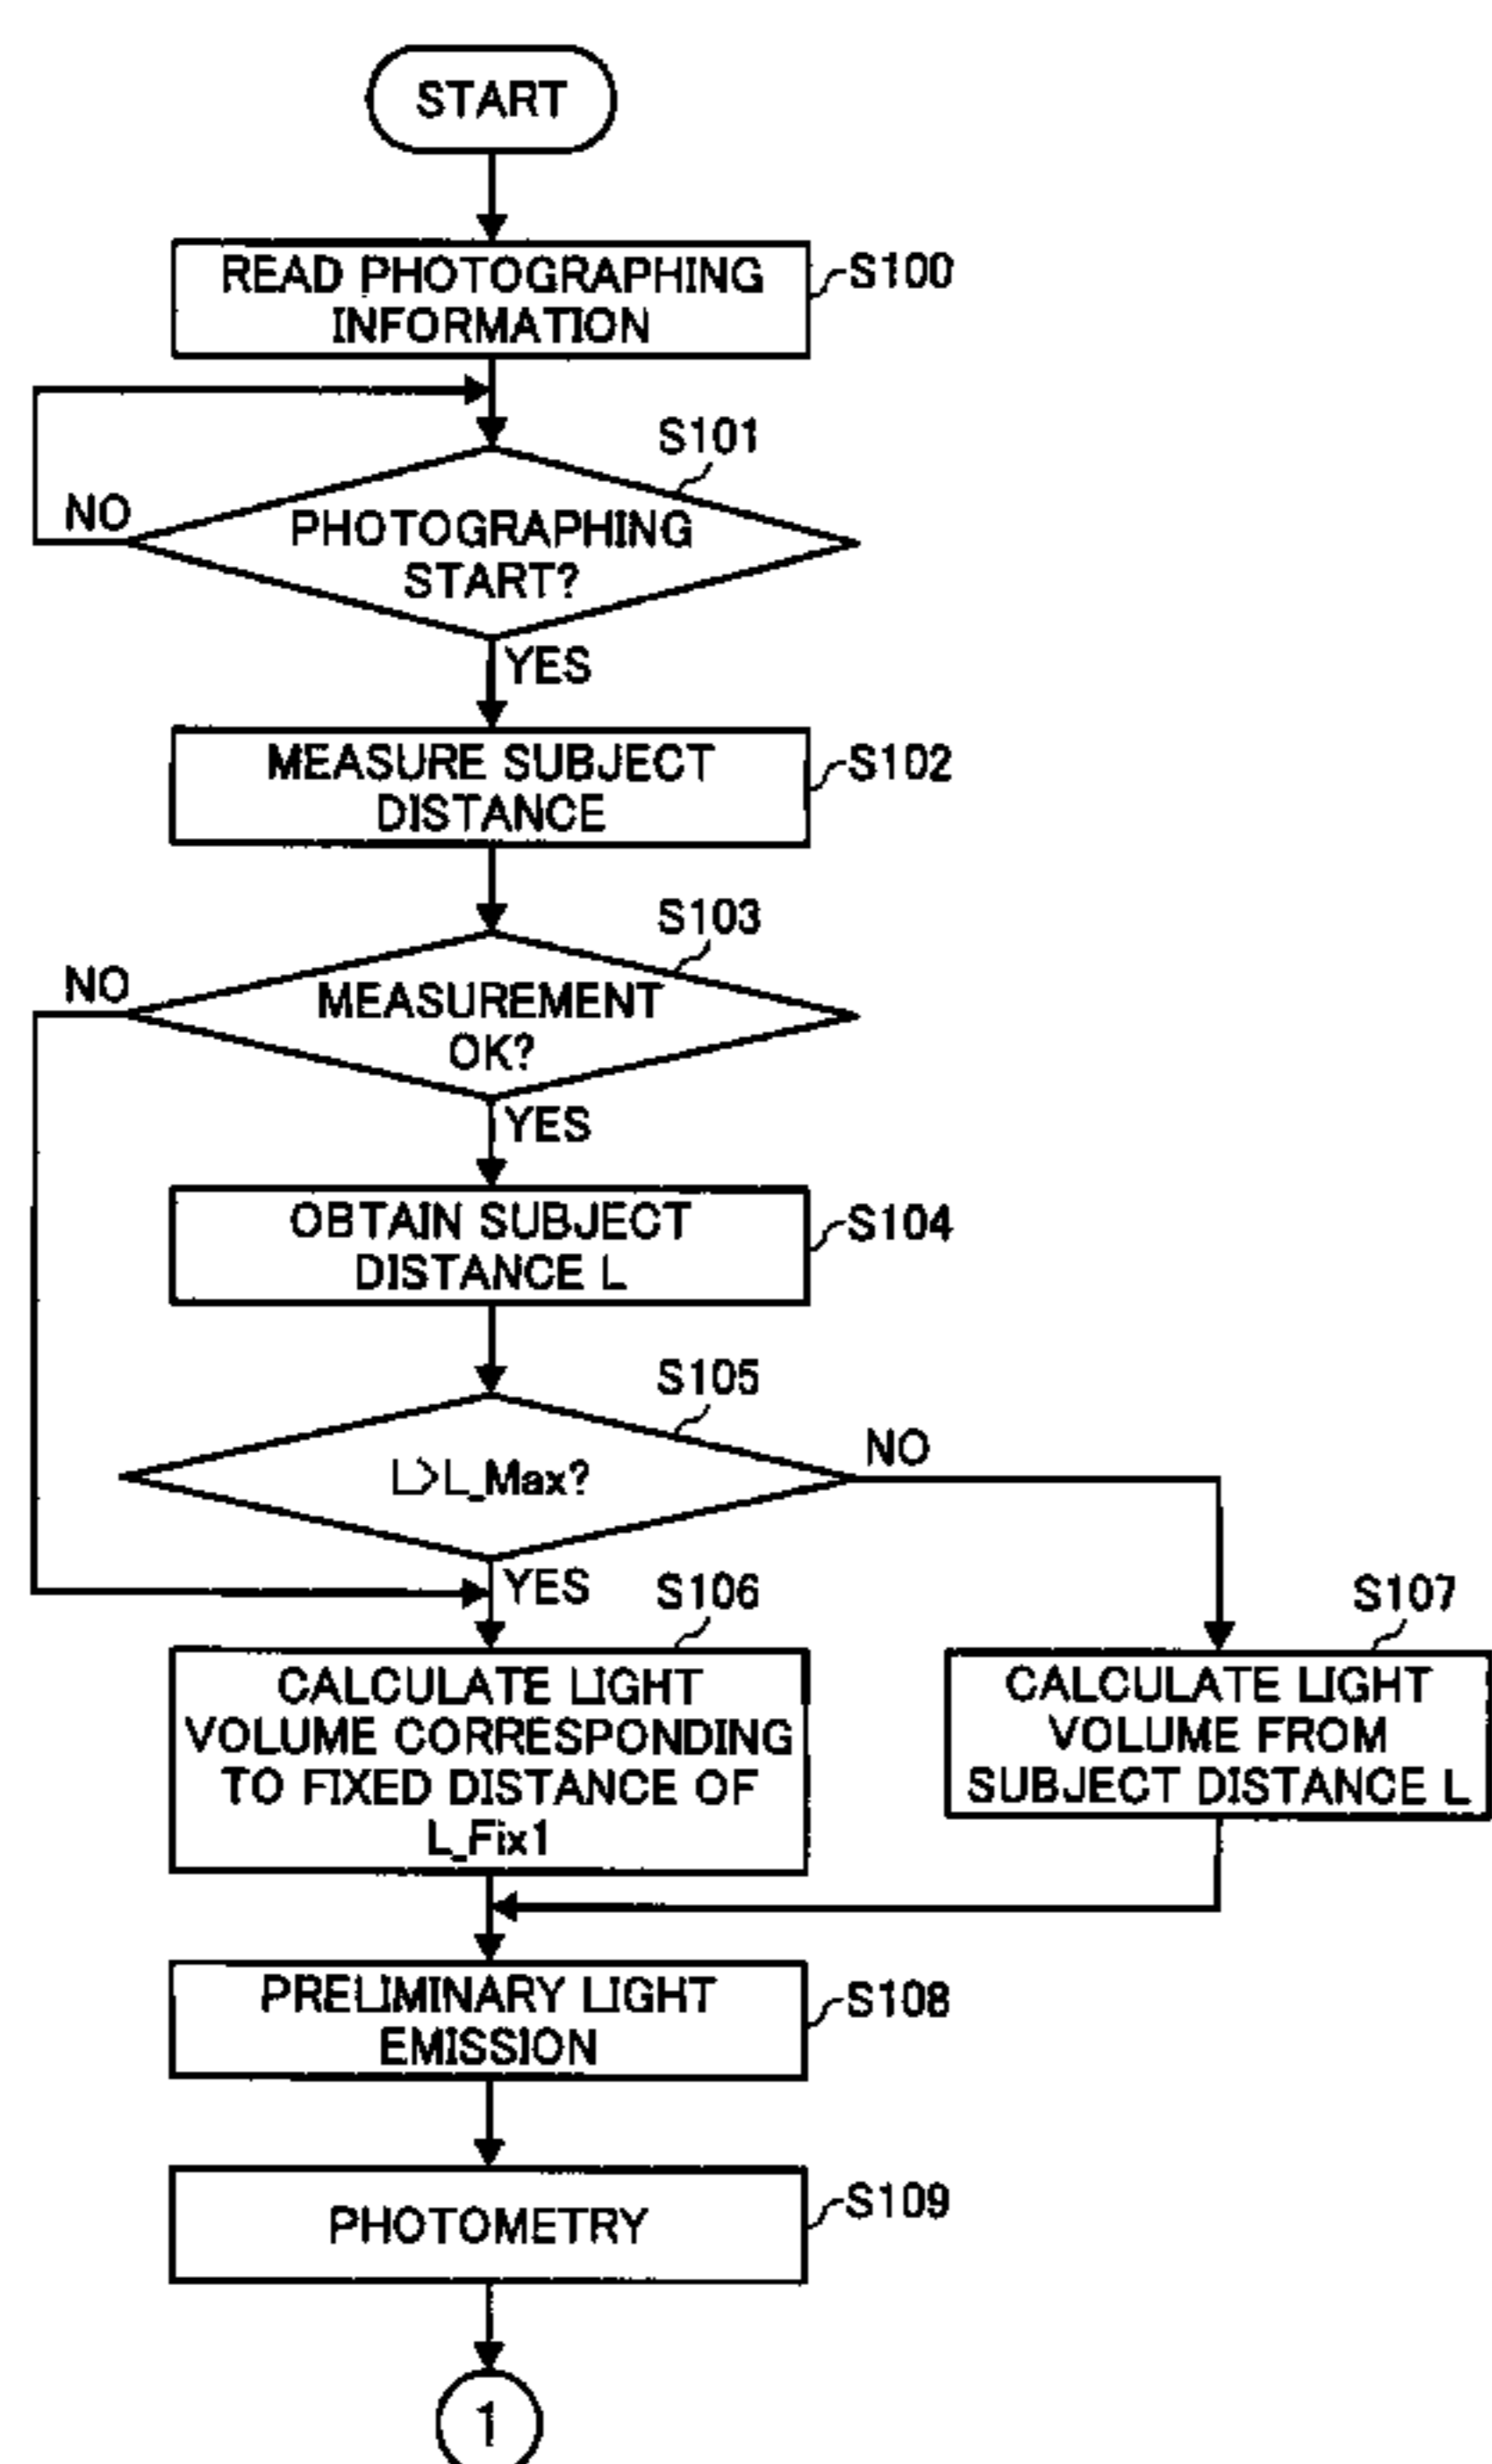 START
READ PHOTOGRAPHING
INFORMATION
S100
S101
NO
PHOTOGRAPHING
START?
YES
MEASURE SUBJECT
DISTANCE
S102
S103
NO
MEASUREMENT
OK?
YES
OBTAIN SUBJECT
DISTANCE L
S104
S105
L>L_Max?
NO
YES
S106
S107
CALCULATE LIGHT
VOLUME CORRESPONDING
TO FIXED DISTANCE OF
L_Fix1
CALCULATE LIGHT
VOLUME FROM
SUBJECT DISTANCE L
PRELIMINARY LIGHT
EMISSION
S108
PHOTOMETRY
S109
1